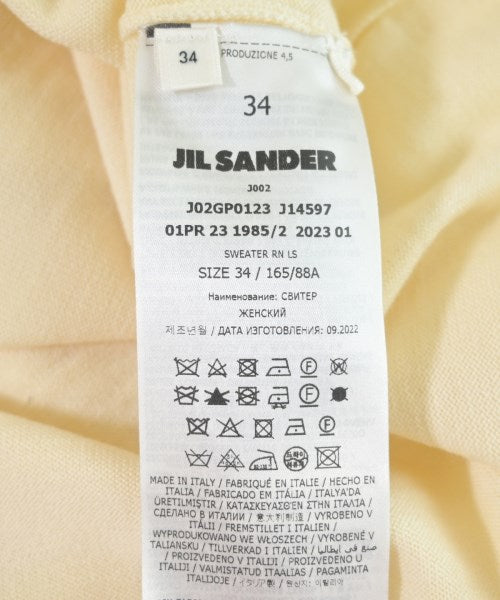 34
PRODUZIONE 4,5
34
JIL SANDER
J002
J02GP0123 J14597
01PR 23 1985/2 2023 01
SWEATER RN LS
SIZE 34 / 165/88A
Наименование: СВИТЕР
ЖЕНСКИЙ
제조년월 / ДАТА ИЗГОТОВЛЕНИЯ: 09.2022
MADE IN ITALY / FABRIQUÉ EN ITALIE / HECHO EN
ITALIA / FABRICADO EM ITÁLIA / ITALYA'DA
ÜRETILMIŞTIR / ΚΑΤΑΣΚΕΥΑΣΘΕ ΣΤΗΝ ΙΤΑΛΙΑ /
СДЕЛАНО В ИТАЛИИ / 意大利制造 / VYROBENO V
ITÁLII / FREMSTILLET I ITALIEN /
WYPRODUKOWANO WE WŁOSZECH / VYROBENÉ V
TALIANSKU / TILLVERKAD I ITALIEN / صنع في إيطاليا
/ PROIZVEDENO V ITALIJI / PROIZVEDENO U
ITALIJI / VALMISTATUD ITAALIAS / PAGAMINTA
ITALIJOJE / イタリア製 / 원산지: 이탈리아